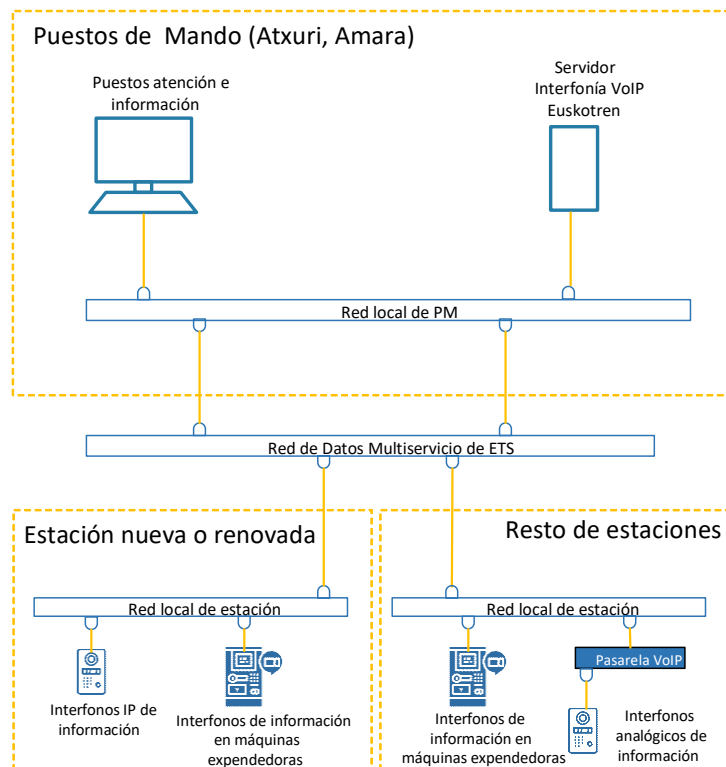 Puestos de Mando (Atxuri, Amara)
Puestos atención e
información
Servidor
Interfonía VoIP
Euskotren
Red local de PM
Red de Datos Multiservicio de ETS
Estación nueva o renovada
Red local de estación
Interfonos IP de
información
Interfonos de información
en máquinas
expendedoras
Resto de estaciones
Red local de estación
Pasarela VoIP
Interfonos de
información en
máquinas expendedoras
Interfonos
analógicos de
información